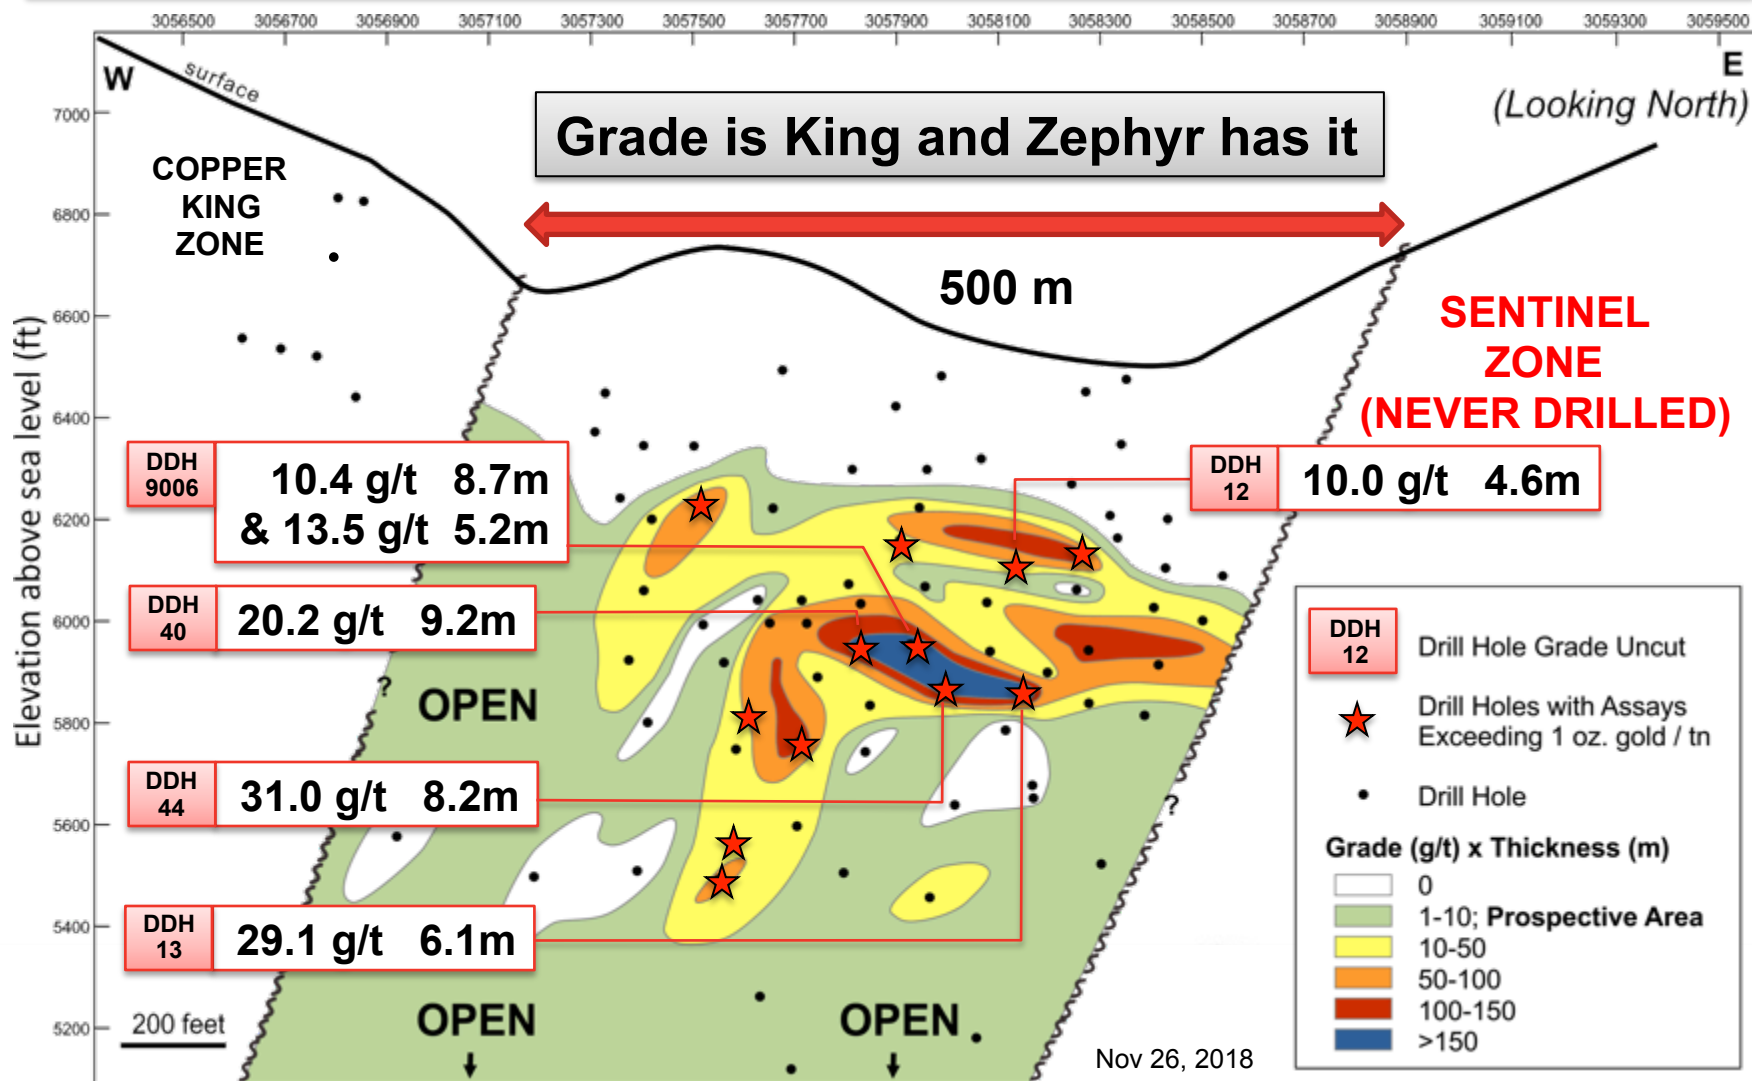 3056500 3056700 3056900 3057100 3057300 3057500 3057700 3057900 3058100 3058300 3058500 3058700 3058900 3059100 3059300 3059500
W
E
surface
(Looking North)
7000
6800
6600
6400
6200
6000
5800
5600
5400
5200
Elevation above sea level (ft)
Grade is King and Zephyr has it
COPPER
KING
ZONE
500 m
SENTINEL
ZONE
(NEVER DRILLED)
DDH
9006
10.4 g/t 8.7m
& 13.5 g/t 5.2m
DDH
12
10.0 g/t 4.6m
DDH
40
20.2 g/t 9.2m
?
OPEN
DDH
44
31.0 g/t 8.2m
?
DDH
13
29.1 g/t 6.1m
OPEN
OPEN
200 feet
Nov 26, 2018
DDH
12
Drill Hole Grade Uncut
Drill Holes with Assays
Exceeding 1 oz. gold / tn
Drill Hole
Grade (g/t) x Thickness (m)
0
1-10; Prospective Area
10-50
50-100
100-150
>150